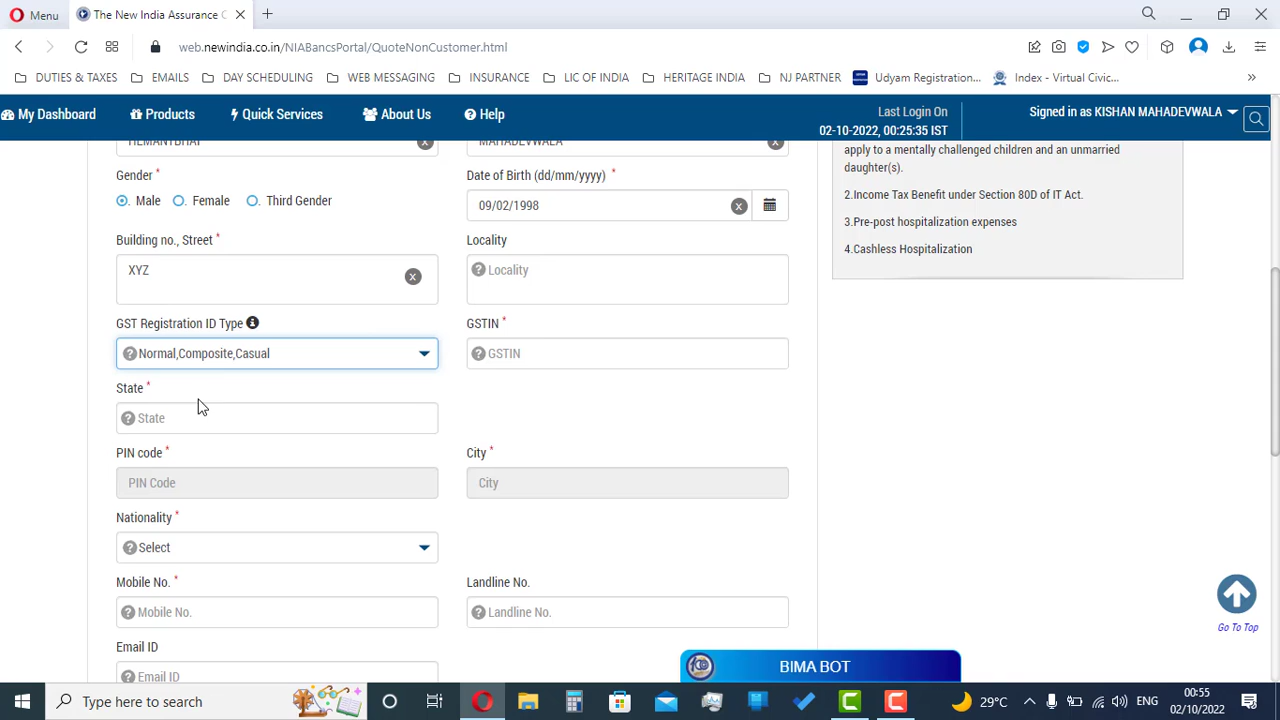 Menu
The New India Assurance C
web.newindia.co.in/NIABancsPortal/QuoteNonCustomer.html
DUTIES & TAXES EMAILS DAY SCHEDULING WEB MESSAGING INSURANCE LIC OF INDIA HERITAGE INDIA NJ PARTNER Udyam Registration... Index - Virtual Civic...
My Dashboard Products Quick Services About Us Help
Last Login On
02-10-2022, 00:25:35 IST
Signed in as KISHAN MAHADEVWALA
HEMANTBHAI
MAHADEVWALA
Gender *
Male Female Third Gender
Date of Birth (dd/mm/yyyy) *
09/02/1998
Building no., Street *
XYZ
Locality
Locality
GST Registration ID Type
Normal,Composite,Casual
GSTIN *
GSTIN
State *
State
PIN code *
PIN Code
City *
City
Nationality *
Select
Mobile No. *
Mobile No.
Landline No.
Landline No.
Email ID
Email ID
apply to a mentally challenged children and an unmarried
daughter(s).
2.Income Tax Benefit under Section 80D of IT Act.
3.Pre-post hospitalization expenses
4.Cashless Hospitalization
Go To Top
BIMA BOT
Type here to search
29°C
ENG
00:55
02/10/2022